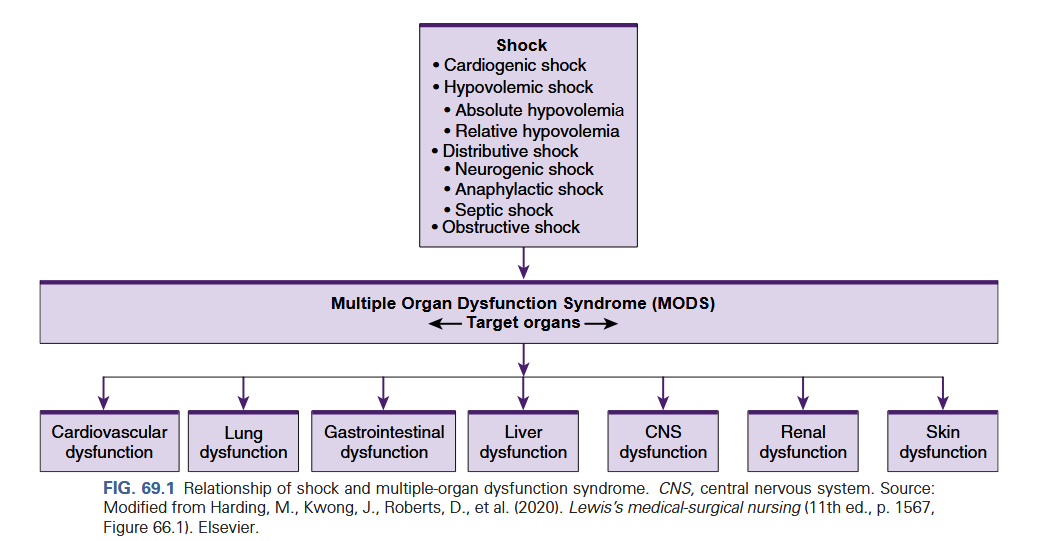 Shock
• Cardiogenic shock
• Hypovolemic shock
• Absolute hypovolemia
• Relative hypovolemia
• Distributive shock
• Neurogenic shock
• Anaphylactic shock
• Septic shock
• Obstructive shock
Multiple Organ Dysfunction Syndrome (MODS)
Target organs
Cardiovascular
dysfunction
Lung
dysfunction
Gastrointestinal
dysfunction
Liver
dysfunction
CNS
dysfunction
Renal
dysfunction
Skin
dysfunction
FIG. 69.1 Relationship of shock and multiple-organ dysfunction syndrome. CNS, central nervous system. Source:
Modified from Harding, M., Kwong, J., Roberts, D., et al. (2020). Lewis's medical-surgical nursing (11th ed., p. 1567,
Figure 66.1). Elsevier.